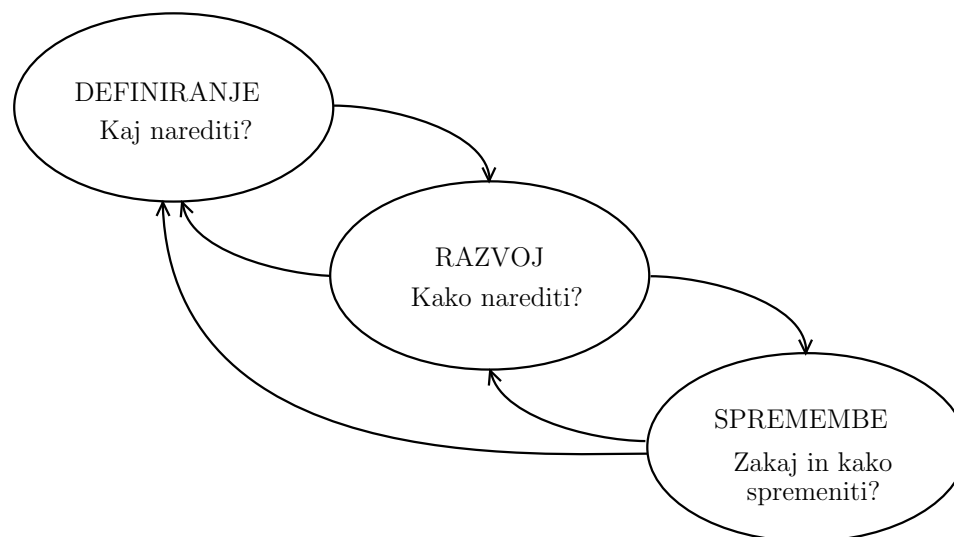 DEFINIRANJE
Kaj narediti?
RAZVOJ
Kako narediti?
SPREMEMBE
Zakaj in kako
spremeniti?